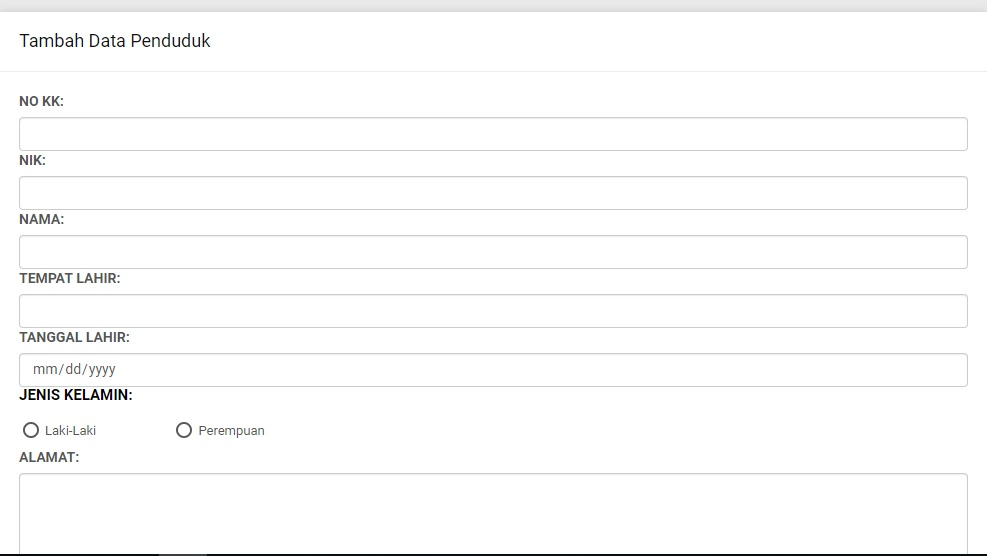 Tambah Data Penduduk
NO KK:
NIK:
NAMA:
TEMPAT LAHIR:
TANGGAL LAHIR:
mm/dd/yyyy
JENIS KELAMIN:
Laki-Laki Perempuan
ALAMAT: